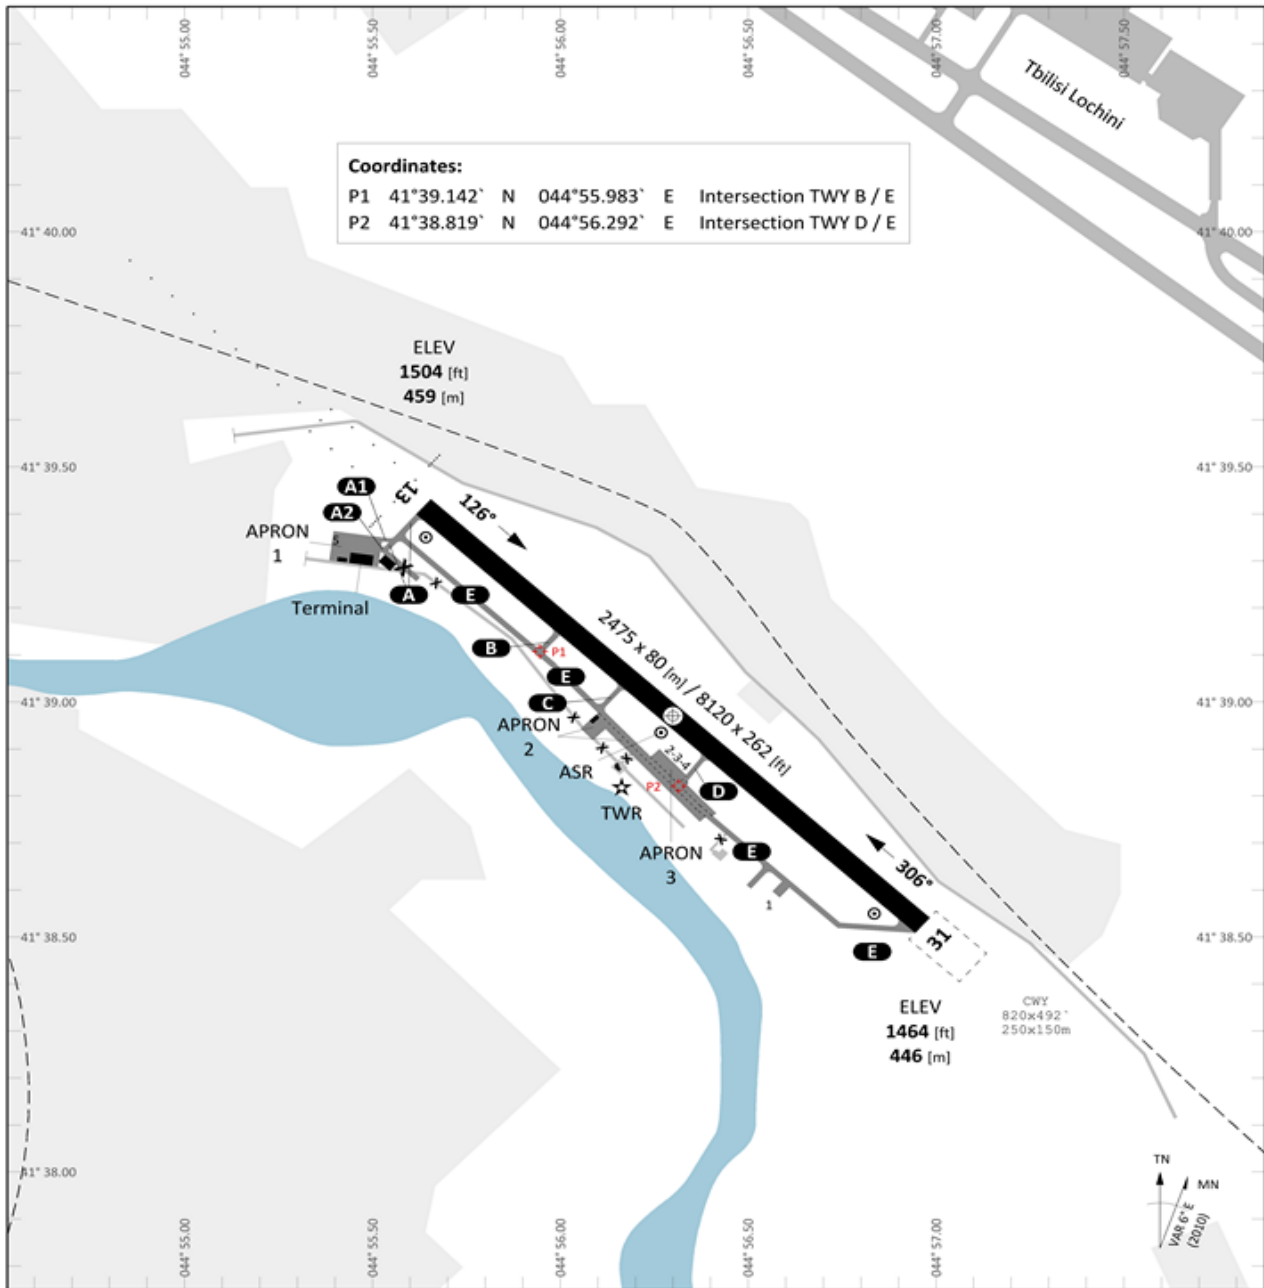 044° 55.00
044° 55.50
044° 56.00
044° 56.50
044° 57.00
044° 57.50
Tbilisi Lochini
Coordinates:
P1 41°39.142` N 044°55.983` E Intersection TWY B / E
P2 41°38.819` N 044°56.292` E Intersection TWY D / E
41° 40.00
41° 40.00
ELEV
1504 [ft]
459 [m]
41° 39.50
41° 39.50
A1
A2
13
126°
APRON
1
5
Terminal
A
E
B
P1
E
2475 x 80 [m] / 8120 x 262 [ft]
41° 39.00
41° 39.00
C
APRON
2
ASR
2-3-4
P2
D
TWR
APRON
3
E
306°
1
31
41° 38.50
41° 38.50
E
ELEV
1464 [ft]
446 [m]
CWY
820x492`
250x150m
41° 38.00
TN
MN
VAR 6° E
(2010)
044° 55.00
044° 55.50
044° 56.00
044° 56.50
044° 57.00